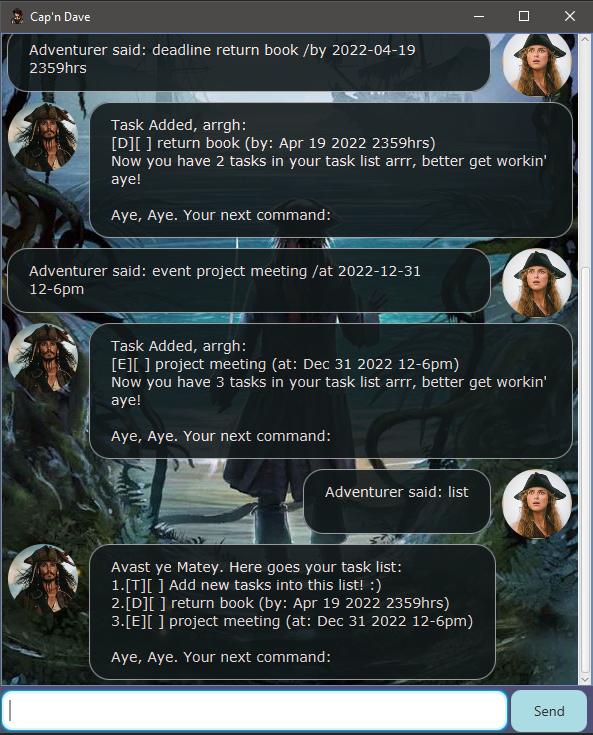 Cap'n Dave
Adventurer said: deadline return book /by 2022-04-19
2359hrs
Task Added, arrgh:
[D][ ] return book (by: Apr 19 2022 2359hrs)
Now you have 2 tasks in your task list arrr, better get workin'
aye!
Aye, Aye. Your next command:
Adventurer said: event project meeting /at 2022-12-31
12-6pm
Task Added, arrgh:
[E][ ] project meeting (at: Dec 31 2022 12-6pm)
Now you have 3 tasks in your task list arrr, better get workin'
aye!
Aye, Aye. Your next command:
Adventurer said: list
Avast ye Matey. Here goes your task list:
1.[T][ ] Add new tasks into this list! :)
2.[D][ ] return book (by: Apr 19 2022 2359hrs)
3.[E][ ] project meeting (at: Dec 31 2022 12-6pm)
Aye, Aye. Your next command:
Send